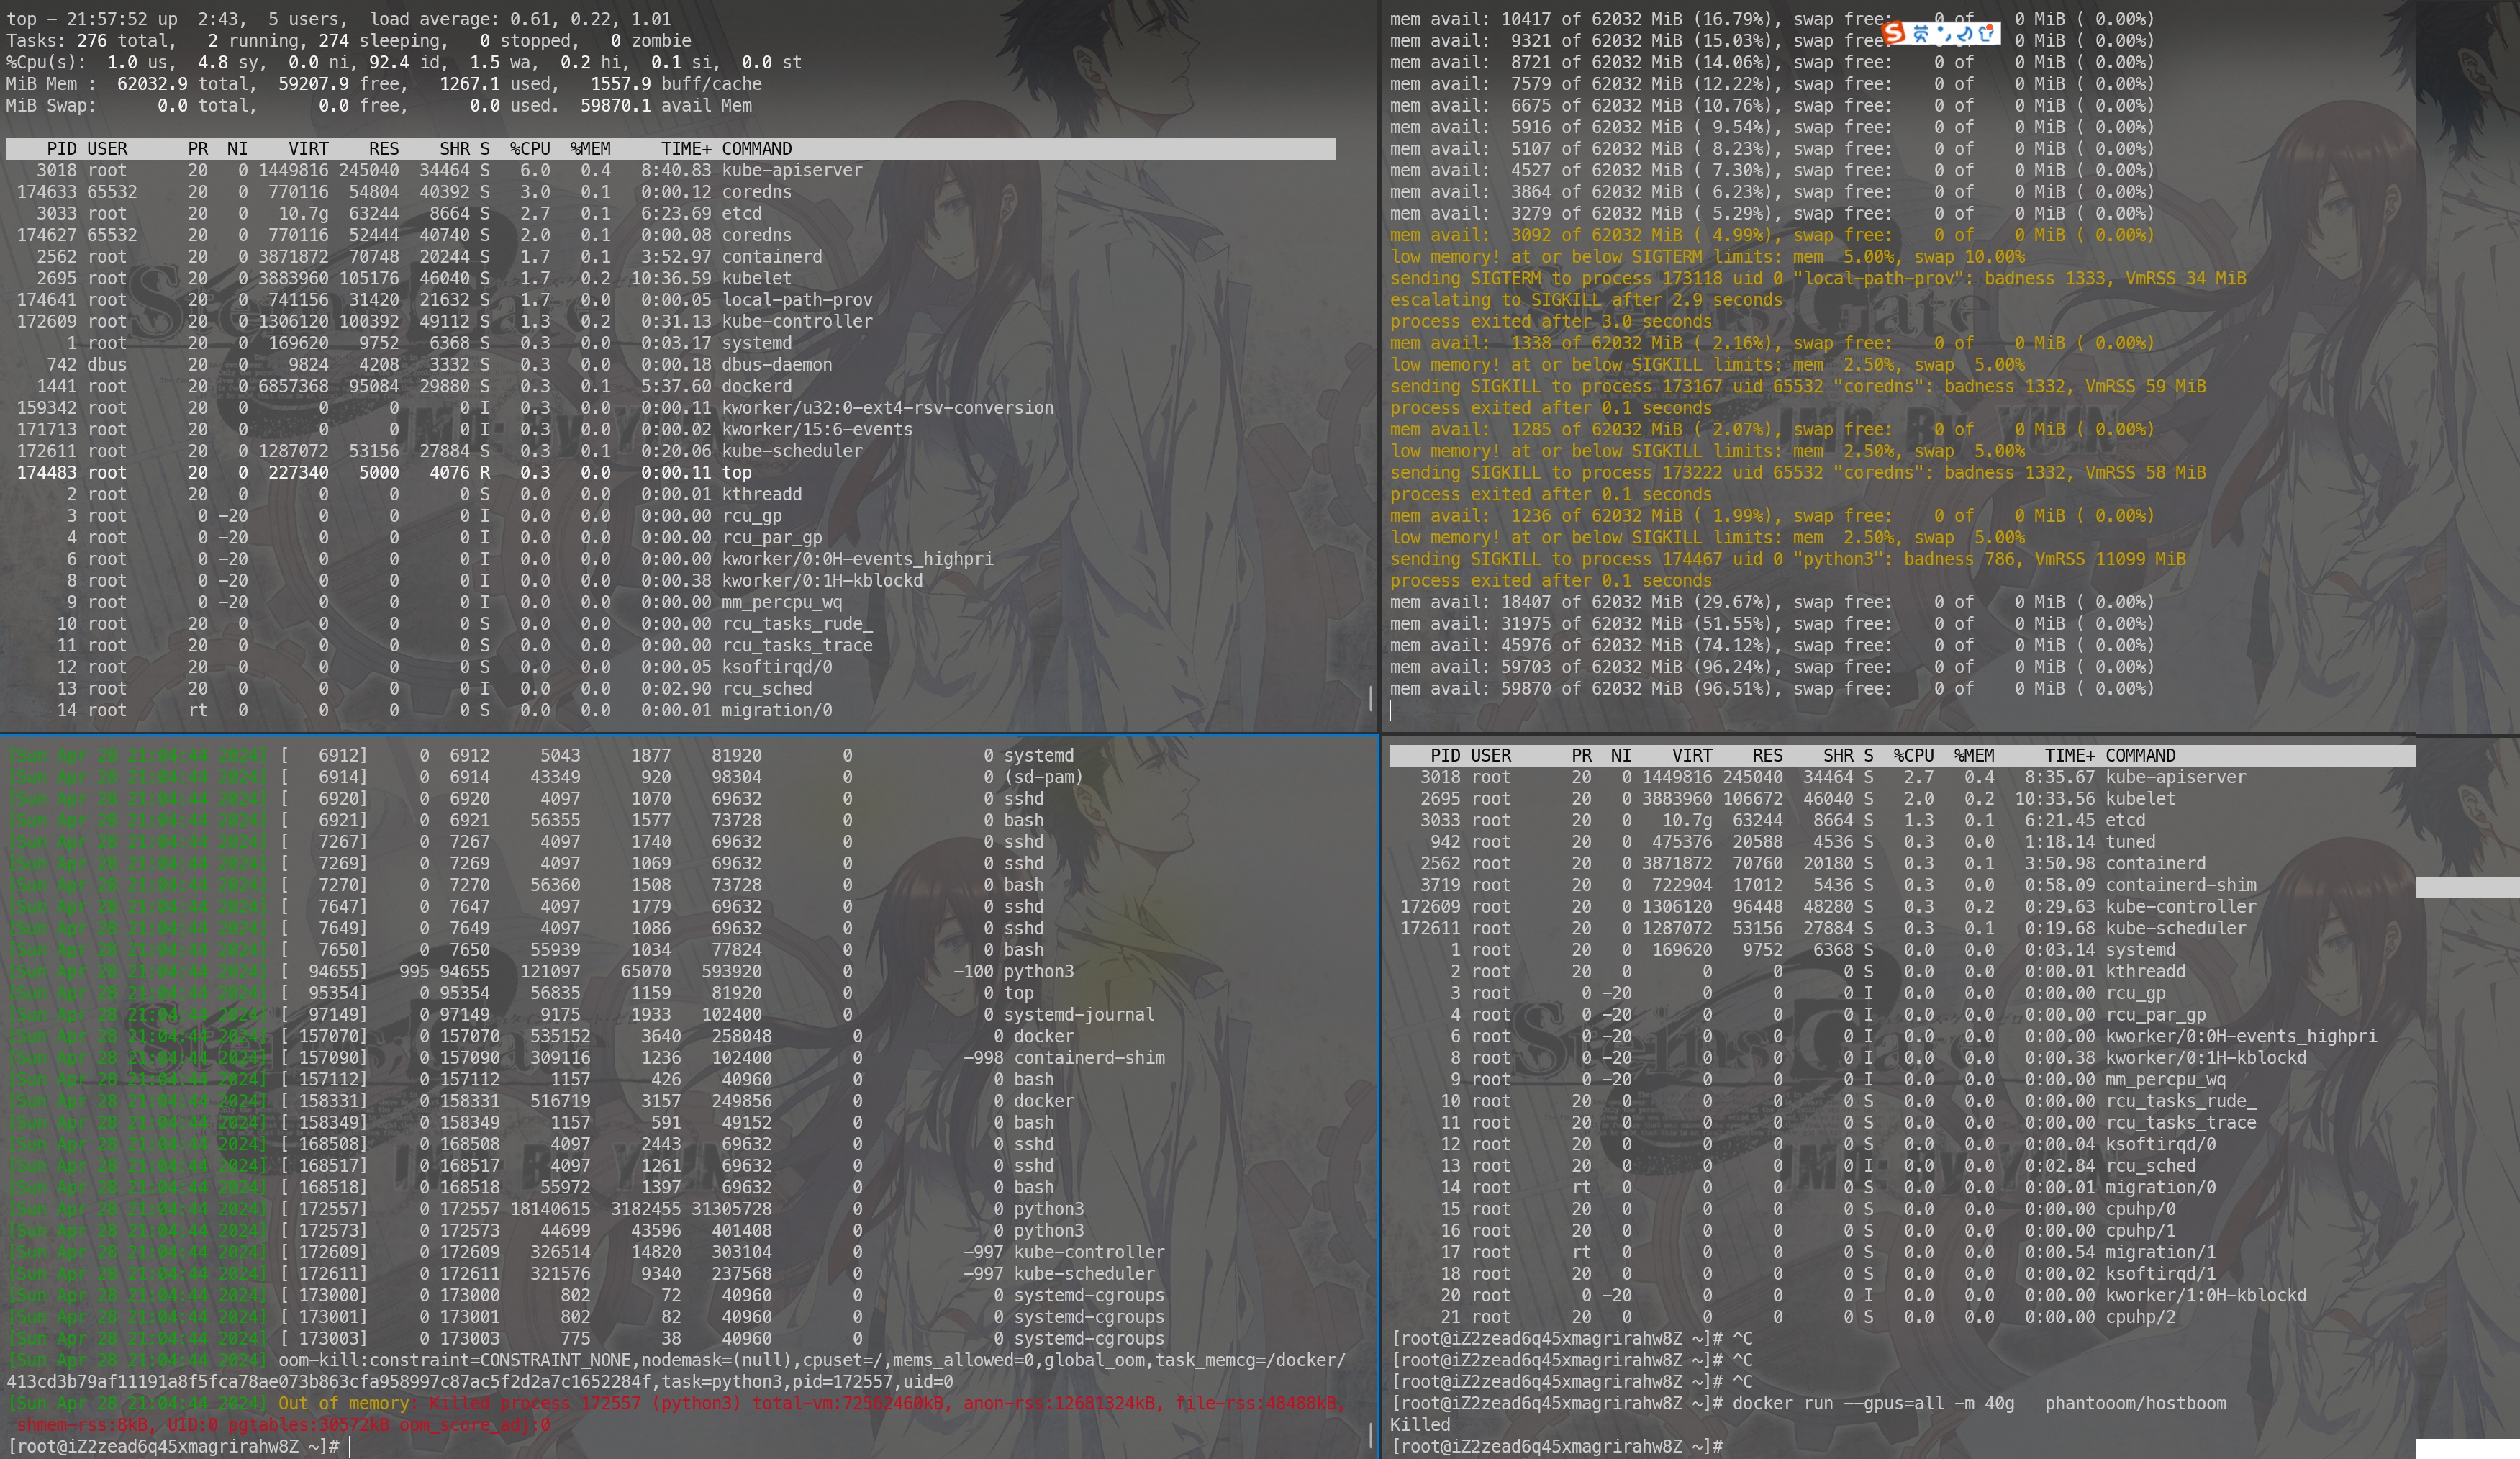 top - 21:57:52 up  2:43,  5 users,  load average: 0.61, 0.22, 1.01
Tasks: 276 total,   2 running, 274 sleeping,   0 stopped,   0 zombie
%Cpu(s):  1.0 us,  4.8 sy,  0.0 ni, 92.4 id,  1.5 wa,  0.2 hi,  0.1 si,  0.0 st
MiB Mem :  62032.9 total,  59207.9 free,   1267.1 used,   1557.9 buff/cache
MiB Swap:      0.0 total,      0.0 free,      0.0 used.  59870.1 avail Mem
PID USER PR NI VIRT RES SHR S %CPU %MEM TIME+ COMMAND
3018 root 20 0 1449816 245040 34464 S 6.0 0.4 8:40.83 kube-apiserver
174633 65532 20 0 770116 54804 40392 S 3.0 0.1 0:00.12 coredns
3033 root 20 0 10.7g 63244 8664 S 2.7 0.1 6:23.69 etcd
174627 65532 20 0 770116 52444 40740 S 2.0 0.1 0:00.08 coredns
2562 root 20 0 3871872 70748 20244 S 1.7 0.1 3:52.97 containerd
2695 root 20 0 3883960 105176 46040 S 1.7 0.2 10:36.59 kubelet
174641 root 20 0 741156 31420 21632 S 1.7 0.0 0:00.05 local-path-prov
172609 root 20 0 1306120 100392 49112 S 1.3 0.2 0:31.13 kube-controller
1 root 20 0 169620 9752 6368 S 0.3 0.0 0:03.17 systemd
742 dbus 20 0 9824 4208 3332 S 0.3 0.0 0:00.18 dbus-daemon
1441 root 20 0 6857368 95084 29880 S 0.3 0.1 5:37.60 dockerd
159342 root 20 0 0 0 0 I 0.3 0.0 0:00.11 kworker/u32:0-ext4-rsv-conversion
171713 root 20 0 0 0 0 I 0.3 0.0 0:00.02 kworker/15:6-events
172611 root 20 0 1287072 53156 27884 S 0.3 0.1 0:20.06 kube-scheduler
174483 root 20 0 227340 5000 4076 R 0.3 0.0 0:00.11 top
2 root 20 0 0 0 0 S 0.0 0.0 0:00.01 kthreadd
3 root 0 -20 0 0 0 I 0.0 0.0 0:00.00 rcu_gp
4 root 0 -20 0 0 0 I 0.0 0.0 0:00.00 rcu_par_gp
6 root 0 -20 0 0 0 I 0.0 0.0 0:00.00 kworker/0:0H-events_highpri
8 root 0 -20 0 0 0 I 0.0 0.0 0:00.38 kworker/0:1H-kblockd
9 root 0 -20 0 0 0 I 0.0 0.0 0:00.00 mm_percpu_wq
10 root 20 0 0 0 0 S 0.0 0.0 0:00.00 rcu_tasks_rude_
11 root 20 0 0 0 0 S 0.0 0.0 0:00.00 rcu_tasks_trace
12 root 20 0 0 0 0 S 0.0 0.0 0:00.05 ksoftirqd/0
13 root 20 0 0 0 0 I 0.0 0.0 0:02.90 rcu_sched
14 root rt 0 0 0 0 S 0.0 0.0 0:00.01 migration/0
mem avail: 10417 of 62032 MiB (16.79%), swap free:    0 of    0 MiB ( 0.00%)
英
mem avail:  9321 of 62032 MiB (15.03%), swap free:    0 of    0 MiB ( 0.00%)
mem avail:  8721 of 62032 MiB (14.06%), swap free:    0 of    0 MiB ( 0.00%)
mem avail:  7579 of 62032 MiB (12.22%), swap free:    0 of    0 MiB ( 0.00%)
mem avail:  6675 of 62032 MiB (10.76%), swap free:    0 of    0 MiB ( 0.00%)
mem avail:  5916 of 62032 MiB ( 9.54%), swap free:    0 of    0 MiB ( 0.00%)
mem avail:  5107 of 62032 MiB ( 8.23%), swap free:    0 of    0 MiB ( 0.00%)
mem avail:  4527 of 62032 MiB ( 7.30%), swap free:    0 of    0 MiB ( 0.00%)
mem avail:  3864 of 62032 MiB ( 6.23%), swap free:    0 of    0 MiB ( 0.00%)
mem avail:  3279 of 62032 MiB ( 5.29%), swap free:    0 of    0 MiB ( 0.00%)
mem avail:  3092 of 62032 MiB ( 4.99%), swap free:    0 of    0 MiB ( 0.00%)
low memory! at or below SIGTERM limits: mem  5.00%, swap 10.00%
sending SIGTERM to process 173118 uid 0 "local-path-prov": badness 1333, VmRSS 34 MiB
escalating to SIGKILL after 2.9 seconds
process exited after 3.0 seconds
mem avail:  1338 of 62032 MiB ( 2.16%), swap free:    0 of    0 MiB ( 0.00%)
low memory! at or below SIGKILL limits: mem  2.50%, swap  5.00%
sending SIGKILL to process 173167 uid 65532 "coredns": badness 1332, VmRSS 59 MiB
process exited after 0.1 seconds
mem avail:  1285 of 62032 MiB ( 2.07%), swap free:    0 of    0 MiB ( 0.00%)
low memory! at or below SIGKILL limits: mem  2.50%, swap  5.00%
sending SIGKILL to process 173222 uid 65532 "coredns": badness 1332, VmRSS 58 MiB
process exited after 0.1 seconds
mem avail:  1236 of 62032 MiB ( 1.99%), swap free:    0 of    0 MiB ( 0.00%)
low memory! at or below SIGKILL limits: mem  2.50%, swap  5.00%
sending SIGKILL to process 174467 uid 0 "python3": badness 786, VmRSS 11099 MiB
process exited after 0.1 seconds
mem avail: 18407 of 62032 MiB (29.67%), swap free:    0 of    0 MiB ( 0.00%)
mem avail: 31975 of 62032 MiB (51.55%), swap free:    0 of    0 MiB ( 0.00%)
mem avail: 45976 of 62032 MiB (74.12%), swap free:    0 of    0 MiB ( 0.00%)
mem avail: 59703 of 62032 MiB (96.24%), swap free:    0 of    0 MiB ( 0.00%)
mem avail: 59870 of 62032 MiB (96.51%), swap free:    0 of    0 MiB ( 0.00%)
[Sun Apr 28 21:04:44 2024] [ 6912] 0 6912 5043 1877 81920 0 0 systemd
[Sun Apr 28 21:04:44 2024] [ 6914] 0 6914 43349 920 98304 0 0 (sd-pam)
[Sun Apr 28 21:04:44 2024] [ 6920] 0 6920 4097 1070 69632 0 0 sshd
[Sun Apr 28 21:04:44 2024] [ 6921] 0 6921 56355 1577 73728 0 0 bash
[Sun Apr 28 21:04:44 2024] [ 7267] 0 7267 4097 1740 69632 0 0 sshd
[Sun Apr 28 21:04:44 2024] [ 7269] 0 7269 4097 1069 69632 0 0 sshd
[Sun Apr 28 21:04:44 2024] [ 7270] 0 7270 56360 1508 73728 0 0 bash
[Sun Apr 28 21:04:44 2024] [ 7647] 0 7647 4097 1779 69632 0 0 sshd
[Sun Apr 28 21:04:44 2024] [ 7649] 0 7649 4097 1086 69632 0 0 sshd
[Sun Apr 28 21:04:44 2024] [ 7650] 0 7650 55939 1034 77824 0 0 bash
[Sun Apr 28 21:04:44 2024] [ 94655] 995 94655 121097 65070 593920 0 -100 python3
[Sun Apr 28 21:04:44 2024] [ 95354] 0 95354 56835 1159 81920 0 0 top
[Sun Apr 28 21:04:44 2024] [ 97149] 0 97149 9175 1933 102400 0 0 systemd-journal
[Sun Apr 28 21:04:44 2024] [ 157070] 0 157070 535152 3640 258048 0 0 docker
[Sun Apr 28 21:04:44 2024] [ 157090] 0 157090 309116 1236 102400 0 -998 containerd-shim
[Sun Apr 28 21:04:44 2024] [ 157112] 0 157112 1157 426 40960 0 0 bash
[Sun Apr 28 21:04:44 2024] [ 158331] 0 158331 516719 3157 249856 0 0 docker
[Sun Apr 28 21:04:44 2024] [ 158349] 0 158349 1157 591 49152 0 0 bash
[Sun Apr 28 21:04:44 2024] [ 168508] 0 168508 4097 2443 69632 0 0 sshd
[Sun Apr 28 21:04:44 2024] [ 168517] 0 168517 4097 1261 69632 0 0 sshd
[Sun Apr 28 21:04:44 2024] [ 168518] 0 168518 55972 1397 69632 0 0 bash
[Sun Apr 28 21:04:44 2024] [ 172557] 0 172557 18140615 3182455 31305728 0 0 python3
[Sun Apr 28 21:04:44 2024] [ 172573] 0 172573 44699 43596 401408 0 0 python3
[Sun Apr 28 21:04:44 2024] [ 172609] 0 172609 326514 14820 303104 0 -997 kube-controller
[Sun Apr 28 21:04:44 2024] [ 172611] 0 172611 321576 9340 237568 0 -997 kube-scheduler
[Sun Apr 28 21:04:44 2024] [ 173000] 0 173000 802 72 40960 0 0 systemd-cgroups
[Sun Apr 28 21:04:44 2024] [ 173001] 0 173001 802 82 40960 0 0 systemd-cgroups
[Sun Apr 28 21:04:44 2024] [ 173003] 0 173003 775 38 40960 0 0 systemd-cgroups
[Sun Apr 28 21:04:44 2024] oom-kill:constraint=CONSTRAINT_NONE,nodemask=(null),cpuset=/,mems_allowed=0,global_oom,task_memcg=/docker/
413cd3b79af11191a8f5fca78ae073b863cfa958997c87ac5f2d2a7c1652284f,task=python3,pid=172557,uid=0
[Sun Apr 28 21:04:44 2024] Out of memory: Killed process 172557 (python3) total-vm:72562460kB, anon-rss:12681324kB, file-rss:48488kB,
shmem-rss:8kB, UID:0 pgtables:30572kB oom_score_adj:0
[root@iZ2zead6q45xmagrirahw8Z ~]#
PID USER PR NI VIRT RES SHR S %CPU %MEM TIME+ COMMAND
3018 root 20 0 1449816 245040 34464 S 2.7 0.4 8:35.67 kube-apiserver
2695 root 20 0 3883960 106672 46040 S 2.0 0.2 10:33.56 kubelet
3033 root 20 0 10.7g 63244 8664 S 1.3 0.1 6:21.45 etcd
942 root 20 0 475376 20588 4536 S 0.3 0.0 1:18.14 tuned
2562 root 20 0 3871872 70760 20180 S 0.3 0.1 3:50.98 containerd
3719 root 20 0 722904 17012 5436 S 0.3 0.0 0:58.09 containerd-shim
172609 root 20 0 1306120 96448 48280 S 0.3 0.2 0:29.63 kube-controller
172611 root 20 0 1287072 53156 27884 S 0.3 0.1 0:19.68 kube-scheduler
1 root 20 0 169620 9752 6368 S 0.0 0.0 0:03.14 systemd
2 root 20 0 0 0 0 S 0.0 0.0 0:00.01 kthreadd
3 root 0 -20 0 0 0 I 0.0 0.0 0:00.00 rcu_gp
4 root 0 -20 0 0 0 I 0.0 0.0 0:00.00 rcu_par_gp
6 root 0 -20 0 0 0 I 0.0 0.0 0:00.00 kworker/0:0H-events_highpri
8 root 0 -20 0 0 0 I 0.0 0.0 0:00.38 kworker/0:1H-kblockd
9 root 0 -20 0 0 0 I 0.0 0.0 0:00.00 mm_percpu_wq
10 root 20 0 0 0 0 S 0.0 0.0 0:00.00 rcu_tasks_rude_
11 root 20 0 0 0 0 S 0.0 0.0 0:00.00 rcu_tasks_trace
12 root 20 0 0 0 0 S 0.0 0.0 0:00.04 ksoftirqd/0
13 root 20 0 0 0 0 I 0.0 0.0 0:02.84 rcu_sched
14 root rt 0 0 0 0 S 0.0 0.0 0:00.01 migration/0
15 root 20 0 0 0 0 S 0.0 0.0 0:00.00 cpuhp/0
16 root 20 0 0 0 0 S 0.0 0.0 0:00.00 cpuhp/1
17 root rt 0 0 0 0 S 0.0 0.0 0:00.54 migration/1
18 root 20 0 0 0 0 S 0.0 0.0 0:00.02 ksoftirqd/1
20 root 0 -20 0 0 0 I 0.0 0.0 0:00.00 kworker/1:0H-kblockd
21 root 20 0 0 0 0 S 0.0 0.0 0:00.00 cpuhp/2
[root@iZ2zead6q45xmagrirahw8Z ~]# ^C
[root@iZ2zead6q45xmagrirahw8Z ~]# ^C
[root@iZ2zead6q45xmagrirahw8Z ~]# ^C
[root@iZ2zead6q45xmagrirahw8Z ~]# docker run --gpus=all -m 40g   phantooom/hostboom
Killed
[root@iZ2zead6q45xmagrirahw8Z ~]#